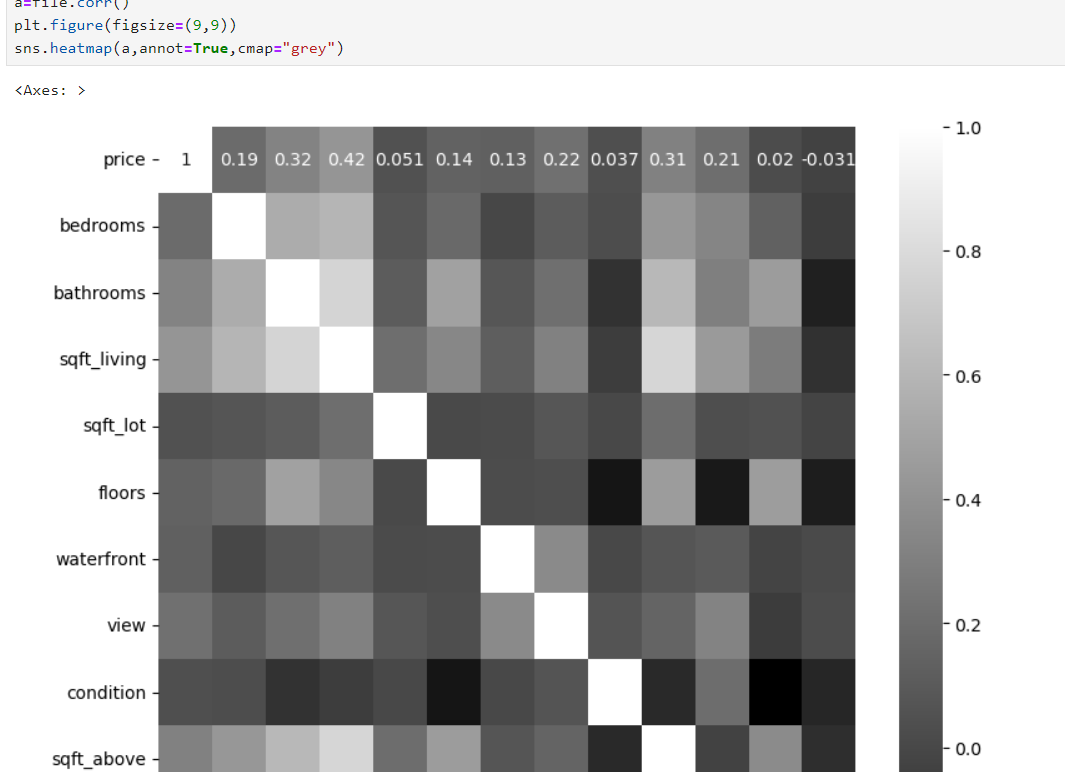 a=file.corr()
plt.figure(figsize=(9,9))
sns.heatmap(a,annot=True,cmap="grey")
<Axes: >
price 1 0.19 0.32 0.42 0.051 0.14 0.13 0.22 0.037 0.31 0.21 0.02 -0.031
bedrooms
bathrooms
sqft_living
sqft_lot
floors
waterfront
view
condition
sqft_above
1.0
0.8
0.6
0.4
0.2
0.0